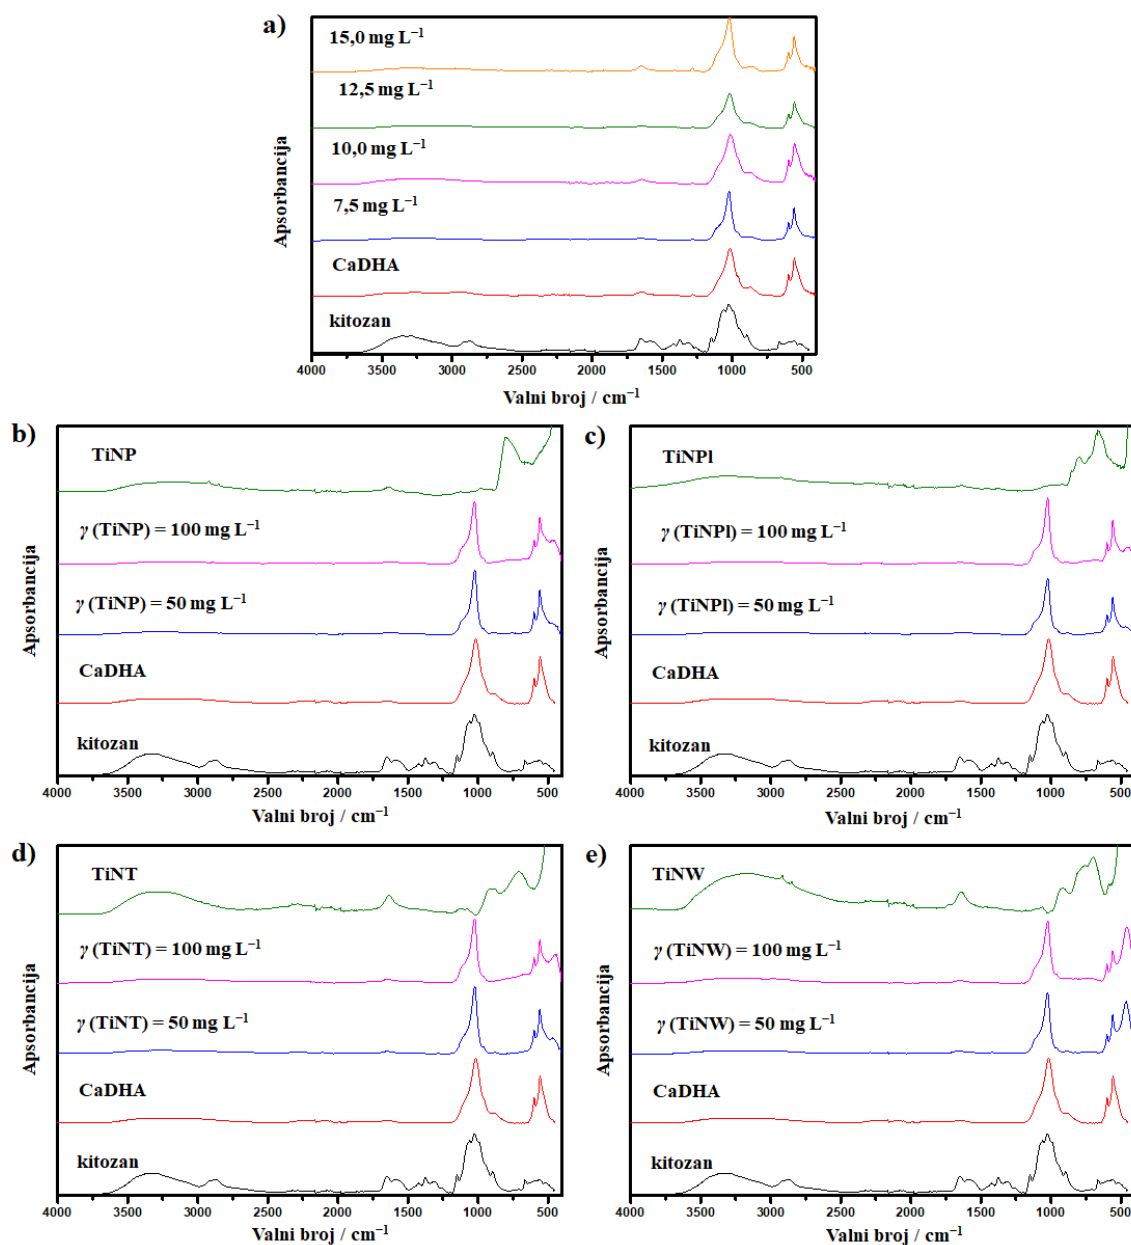 a)
15,0 mg L⁻¹
12,5 mg L⁻¹
10,0 mg L⁻¹
7,5 mg L⁻¹
CaDHA
kitozan
Apsorbancija
4000 3500 3000 2500 2000 1500 1000 500
Valni broj / cm⁻¹
b)
TiNP
γ (TiNP) = 100 mg L⁻¹
γ (TiNP) = 50 mg L⁻¹
CaDHA
kitozan
Apsorbancija
4000 3500 3000 2500 2000 1500 1000 500
Valni broj / cm⁻¹
c)
TiNPl
γ (TiNPl) = 100 mg L⁻¹
γ (TiNPl) = 50 mg L⁻¹
CaDHA
kitozan
Apsorbancija
4000 3500 3000 2500 2000 1500 1000 500
Valni broj / cm⁻¹
d)
TiNT
γ (TiNT) = 100 mg L⁻¹
γ (TiNT) = 50 mg L⁻¹
CaDHA
kitozan
Apsorbancija
4000 3500 3000 2500 2000 1500 1000 500
Valni broj / cm⁻¹
e)
TiNW
γ (TiNW) = 100 mg L⁻¹
γ (TiNW) = 50 mg L⁻¹
CaDHA
kitozan
Apsorbancija
4000 3500 3000 2500 2000 1500 1000 500
Valni broj / cm⁻¹